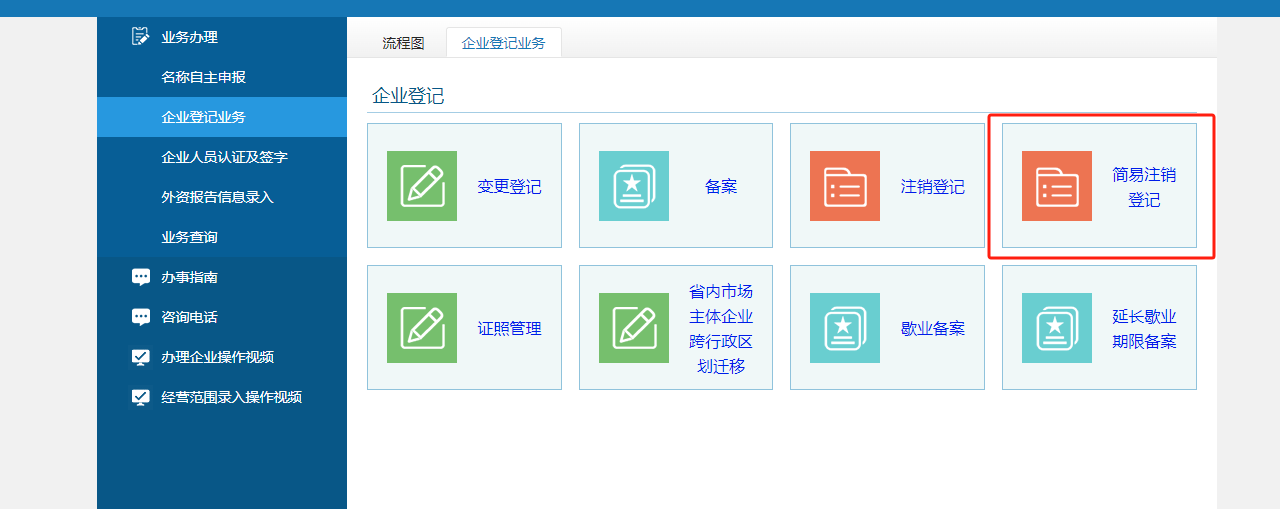 业务办理
名称自主申报
企业登记业务
企业人员认证及签字
外资报告信息录入
业务查询
办事指南
咨询电话
办理企业操作视频
经营范围录入操作视频
流程图
企业登记业务
企业登记
变更登记
备案
注销登记
简易注销
登记
证照管理
省内市场
主体企业
跨行政区
划迁移
歇业备案
延长歇业
期限备案